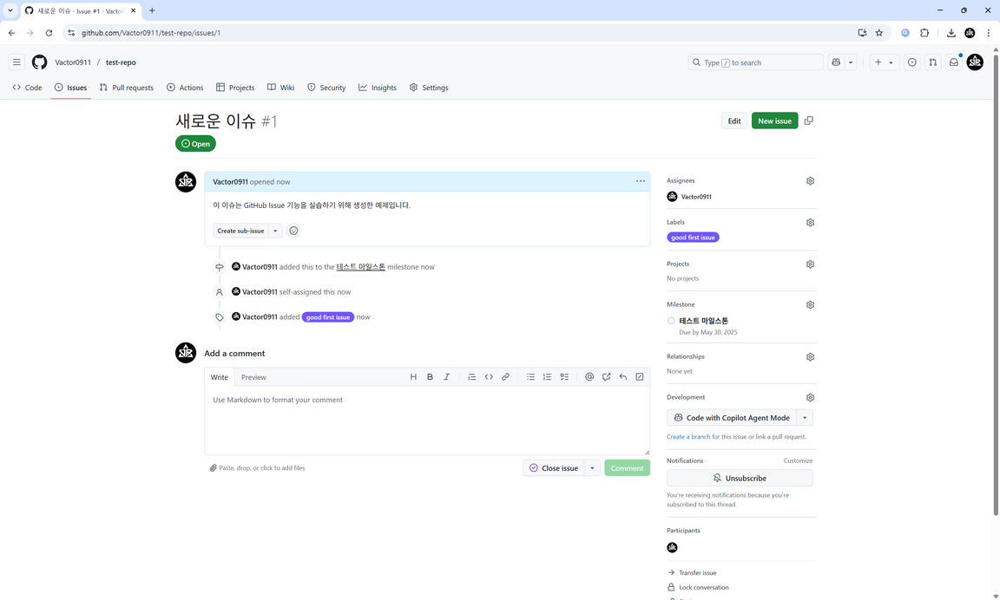 새로운 이슈 · Issue #1 · Vactor
github.com/Vactor0911/test-repo/issues/1
Vactor0911 / test-repo
Type / to search
Code Issues Pull requests Actions Projects Wiki Security Insights Settings
새로운 이슈 #1
Edit New issue
Open
Vactor0911 opened now
이 이슈는 GitHub Issue 기능을 실습하기 위해 생성한 예제입니다.
Create sub-issue
Vactor0911 added this to the 테스트 마일스톤 milestone now
Vactor0911 self-assigned this now
Vactor0911 added good first issue now
Add a comment
Write Preview
Use Markdown to format your comment
Paste, drop, or click to add files
Close issue Comment
Assignees
Vactor0911
Labels
good first issue
Projects
No projects
Milestone
테스트 마일스톤
Due by May 30, 2025
Relationships
None yet
Development
Code with Copilot Agent Mode
Create a branch for this issue or link a pull request.
Notifications Customize
Unsubscribe
You're receiving notifications because you're
subscribed to this thread.
Participants
Transfer issue
Lock conversation